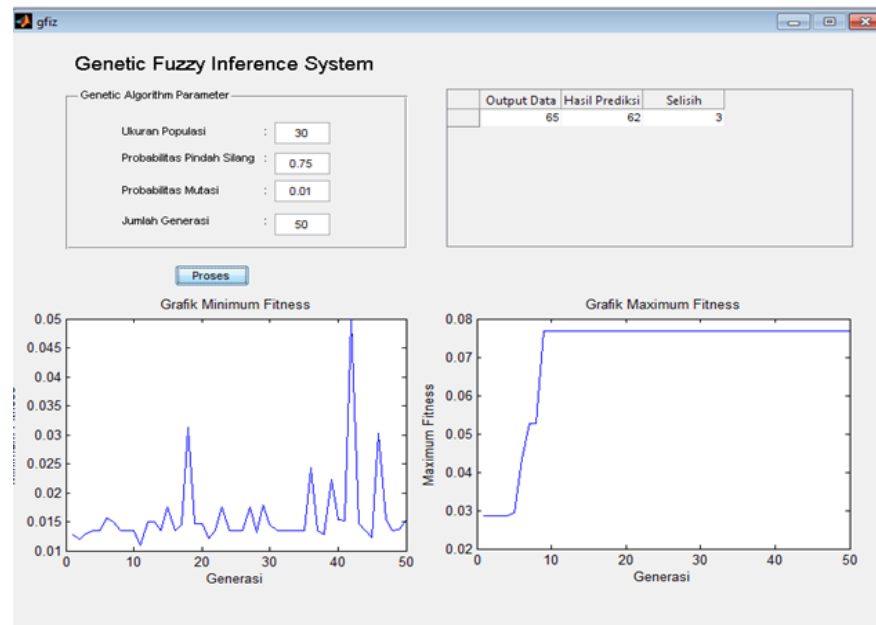 gfiz
Genetic Fuzzy Inference System
Genetic Algorithm Parameter
Ukuran Populasi : 30
Probabilitas Pindah Silang : 0.75
Probabilitas Mutasi : 0.01
Jumlah Generasi : 50
Output Data Hasil Prediksi Selisih
65 62 3
Proses
Grafik Minimum Fitness
0.05
0.045
0.04
0.035
0.03
0.025
0.02
0.015
0.01
0 10 20 30 40 50
Generasi
Grafik Maximum Fitness
Maximum Fitness
0.08
0.07
0.06
0.05
0.04
0.03
0.02
0 10 20 30 40 50
Generasi